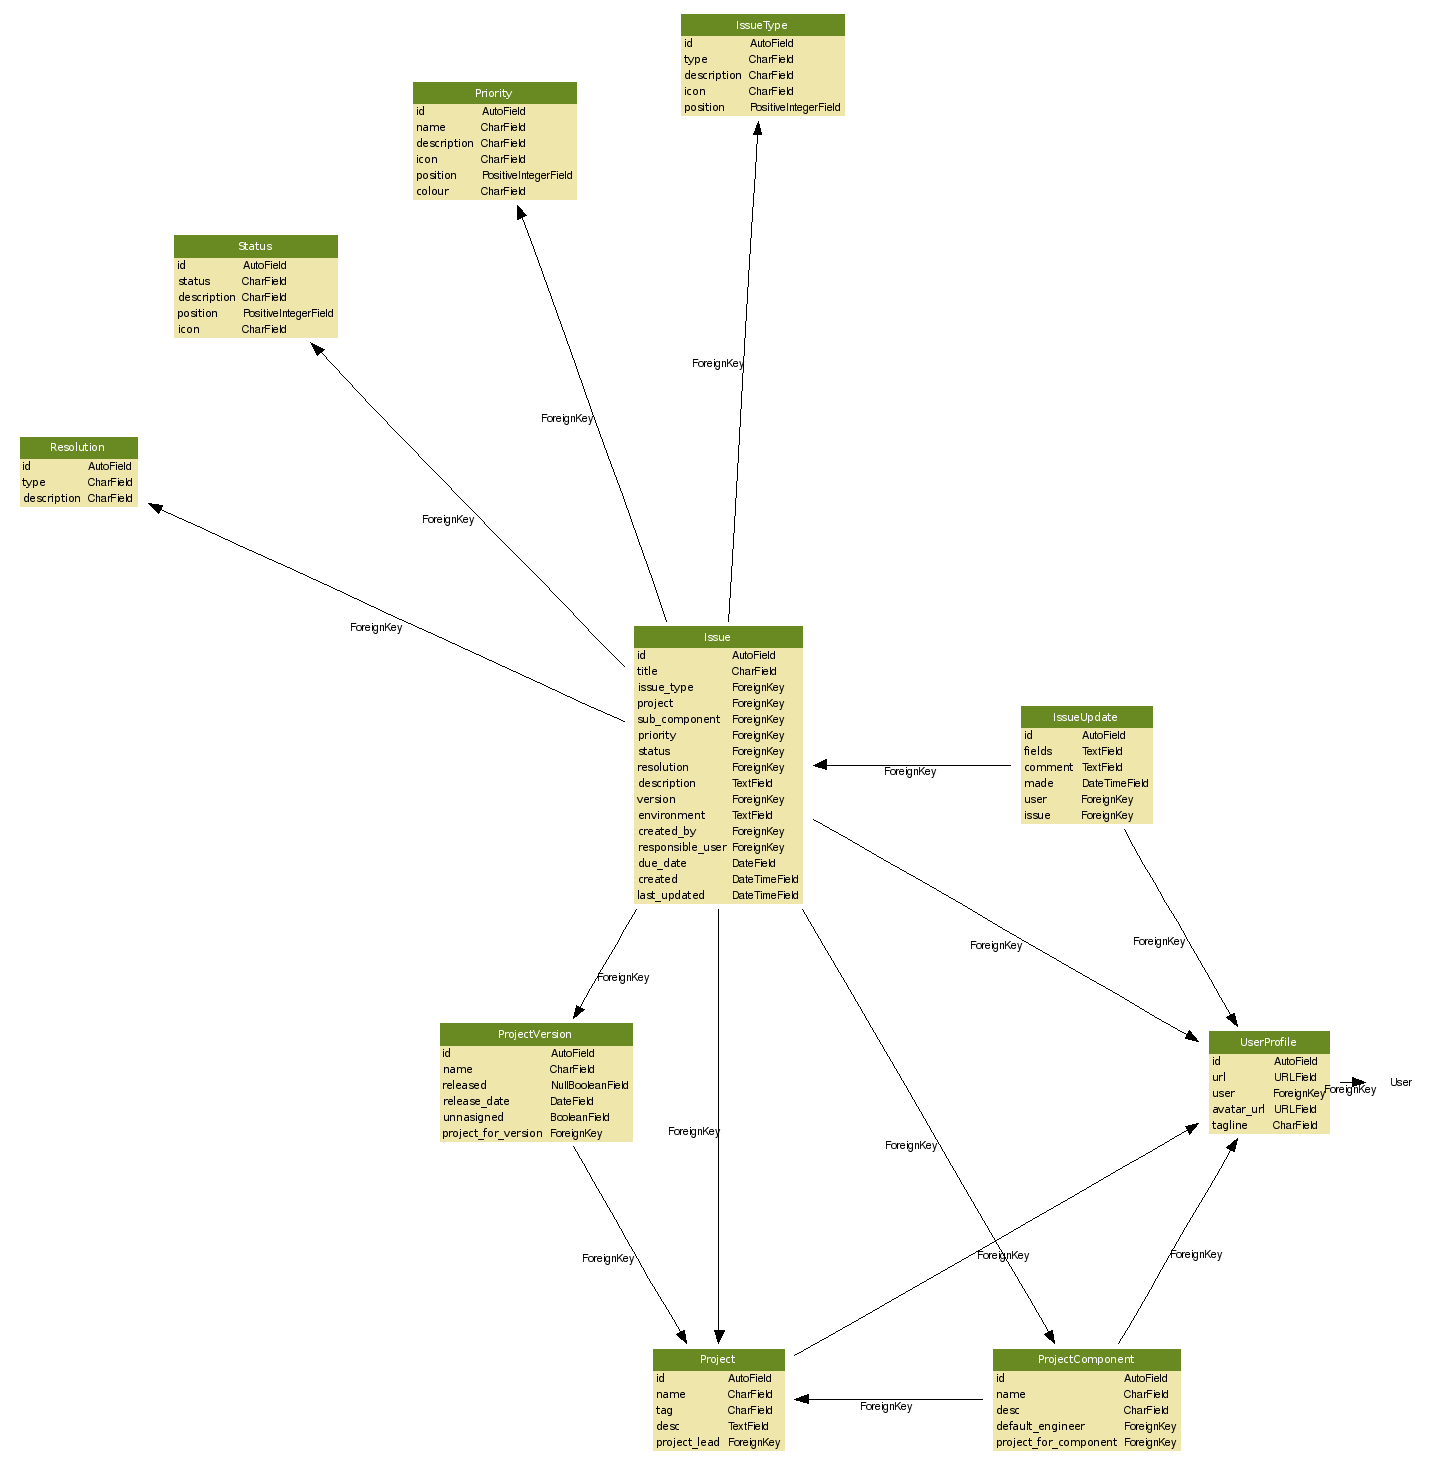 IssueType
id AutoField
type CharField
description CharField
icon CharField
position PositiveIntegerField
Priority
id AutoField
name CharField
description CharField
icon CharField
position PositiveIntegerField
colour CharField
Status
id AutoField
status CharField
description CharField
position PositiveIntegerField
icon CharField
ForeignKey
ForeignKey
Resolution
id AutoField
type CharField
description CharField
ForeignKey
ForeignKey
Issue
id AutoField
title CharField
issue_type ForeignKey
project ForeignKey
sub_component ForeignKey
priority ForeignKey
status ForeignKey
resolution ForeignKey
description TextField
version ForeignKey
environment TextField
created_by ForeignKey
responsible_user ForeignKey
due_date DateField
created DateTimeField
last_updated DateTimeField
ForeignKey
IssueUpdate
id AutoField
fields TextField
comment TextField
made DateTimeField
user ForeignKey
issue ForeignKey
ForeignKey
ForeignKey
ForeignKey
ProjectVersion
id AutoField
name CharField
released NullBooleanField
release_date DateField
unnasigned BooleanField
project_for_version ForeignKey
UserProfile
id AutoField
url URLField
user ForeignKey
avatar_url URLField
tagline CharField
ForeignKey
User
ForeignKey
ForeignKey
ForeignKey
ForeignKey
ForeignKey
Project
id AutoField
name CharField
tag CharField
desc TextField
project_lead ForeignKey
ForeignKey
ProjectComponent
id AutoField
name CharField
desc CharField
default_engineer ForeignKey
project_for_component ForeignKey